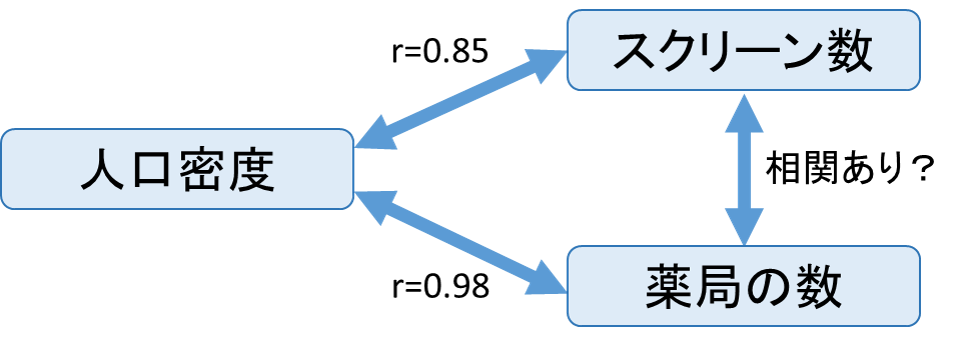 r=0.85
スクリーン数
人口密度
相関あり？
r=0.98
薬局の数